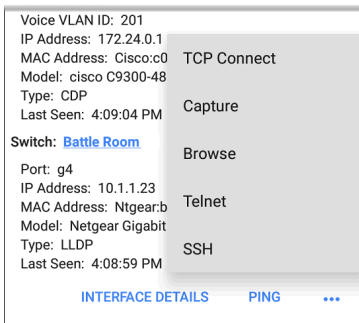 Voice VLAN ID: 201
IP Address: 172.24.0.1
MAC Address: Cisco:c0
Model: cisco C9300-48
Type: CDP
Last Seen: 4:09:04 PM
Switch: Battle Room
Port: g4
IP Address: 10.1.1.23
MAC Address: Ntgear:b
Model: Netgear Gigabit
Type: LLDP
Last Seen: 4:08:59 PM
TCP Connect
Capture
Browse
Telnet
SSH
INTERFACE DETAILS PING ...